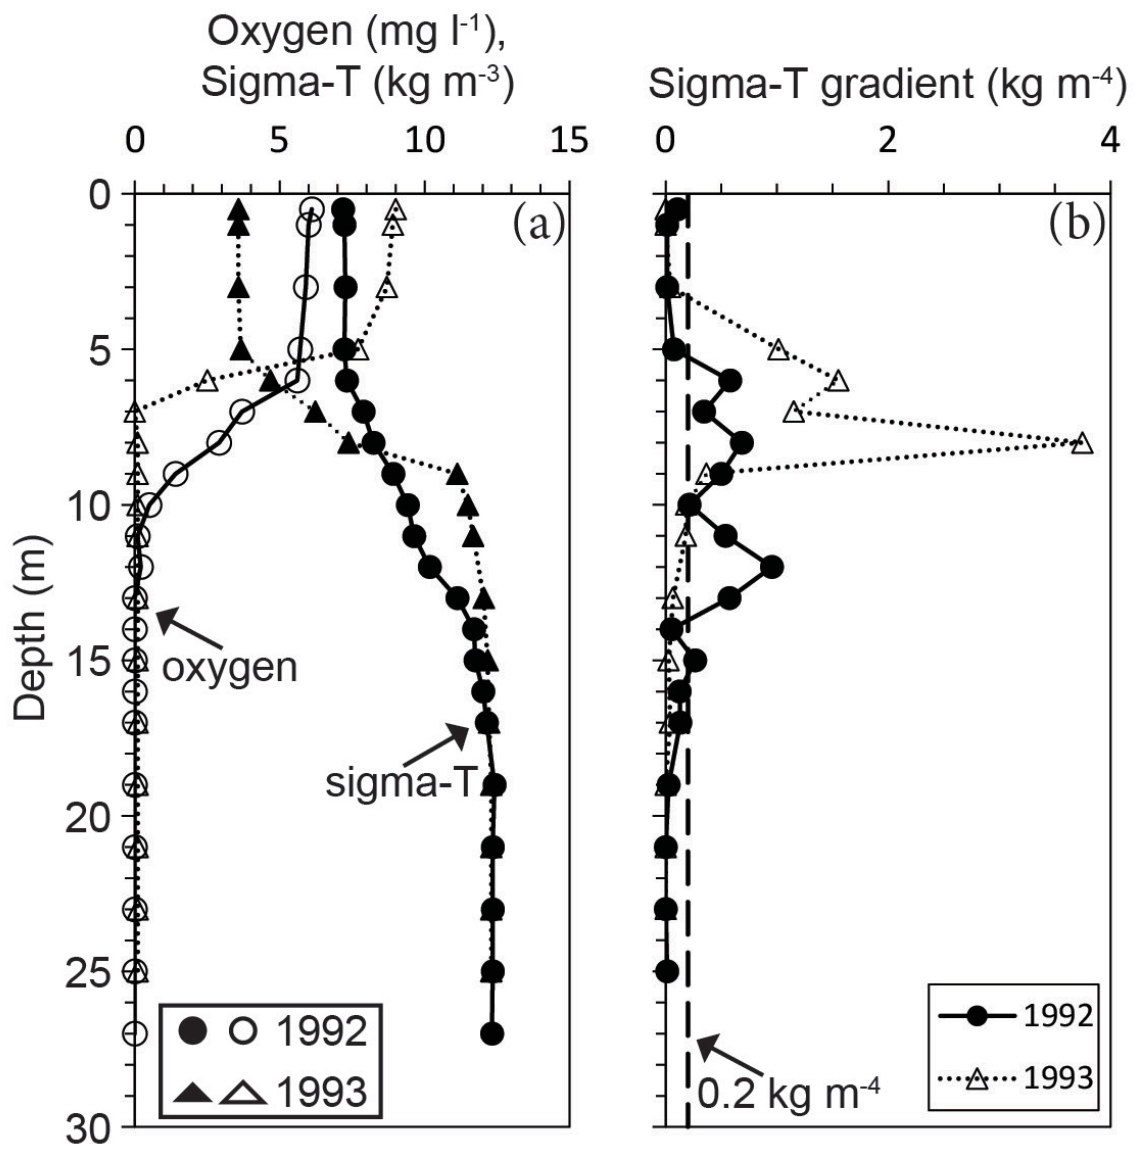 Oxygen (mg l⁻¹),
Sigma-T (kg m⁻³)
0 5 10 15
0
5
10
15
20
25
30
Depth (m)
(a)
oxygen
sigma-T
1992
1993
Sigma-T gradient (kg m⁻⁴)
0 2 4
(b)
1992
1993
0.2 kg m⁻⁴